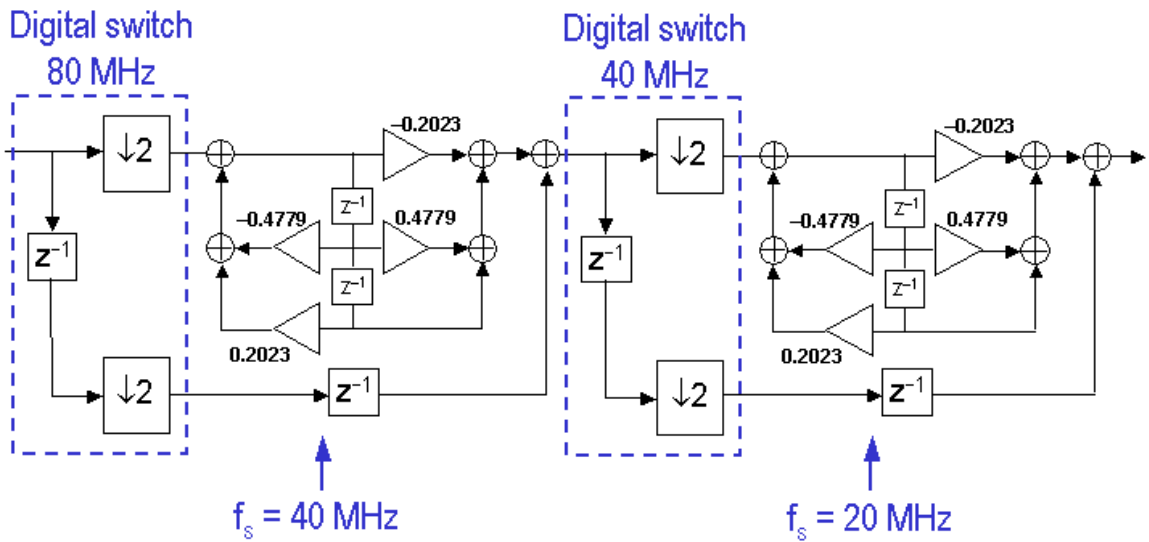 Digital switch
80 MHz
Digital switch
40 MHz
↓2
–0.2023
↓2
–0.2023
z⁻¹
–0.4779
z⁻¹
0.4779
z⁻¹
–0.4779
z⁻¹
0.4779
z⁻¹
0.2023
z⁻¹
0.2023
↓2
z⁻¹
↓2
z⁻¹
fₛ = 40 MHz
fₛ = 20 MHz